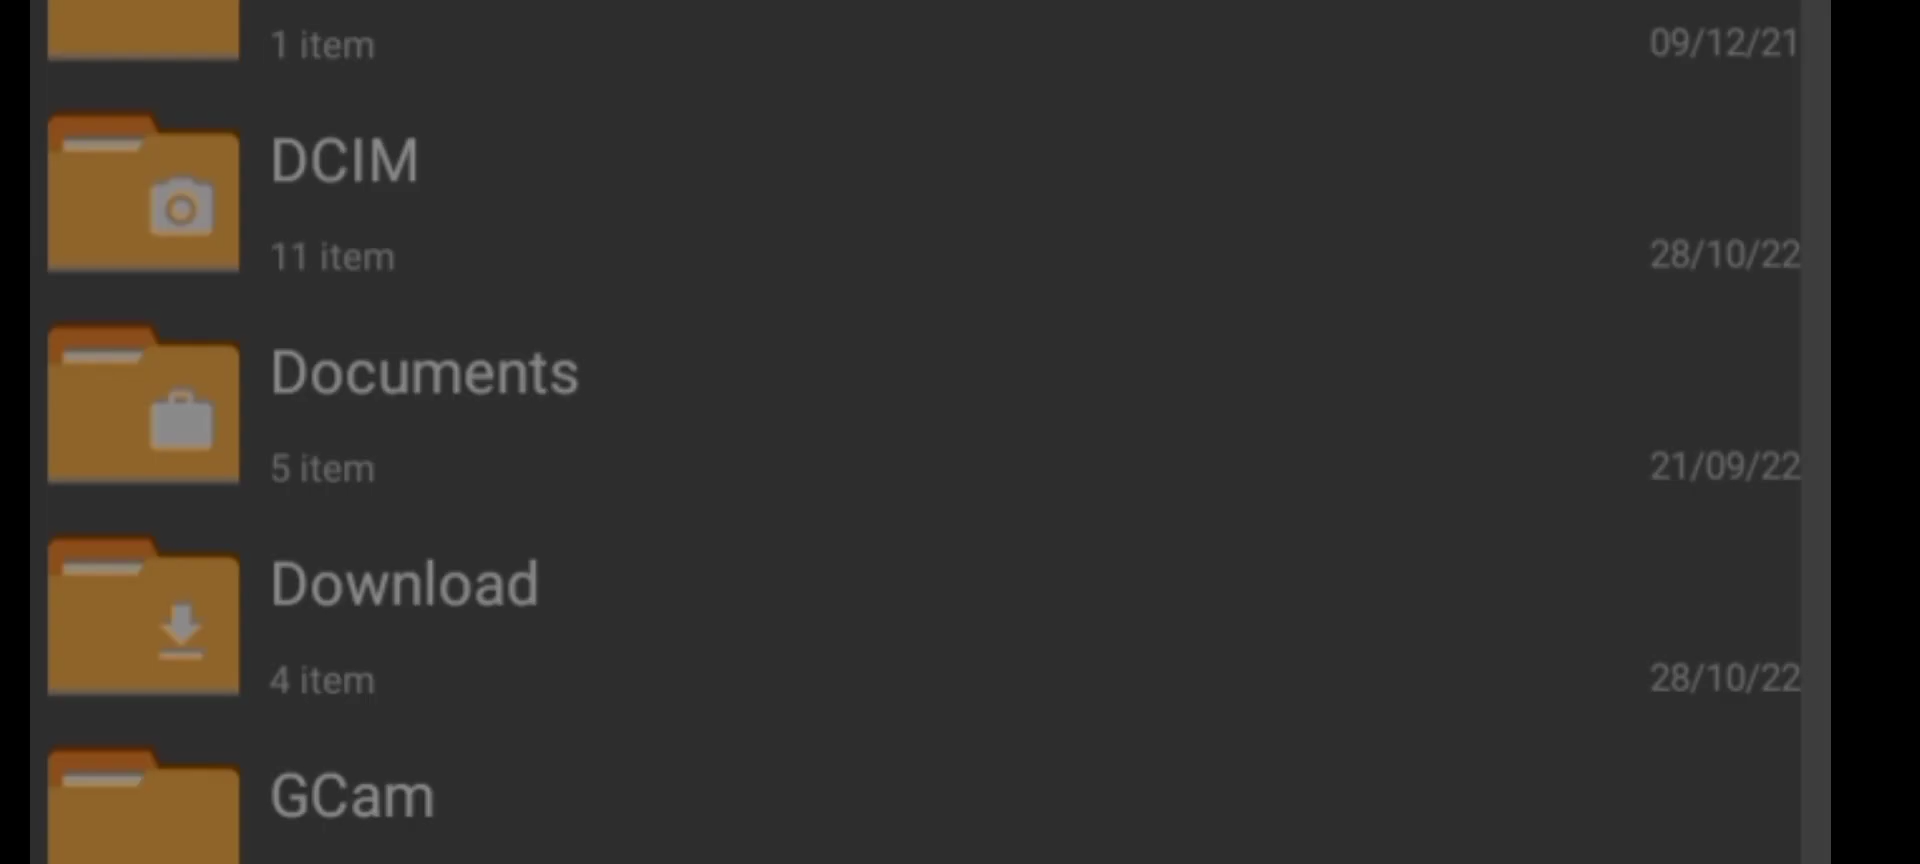 1 item 09/12/21
DCIM
11 item 28/10/22
Documents
5 item 21/09/22
Download
4 item 28/10/22
GCam